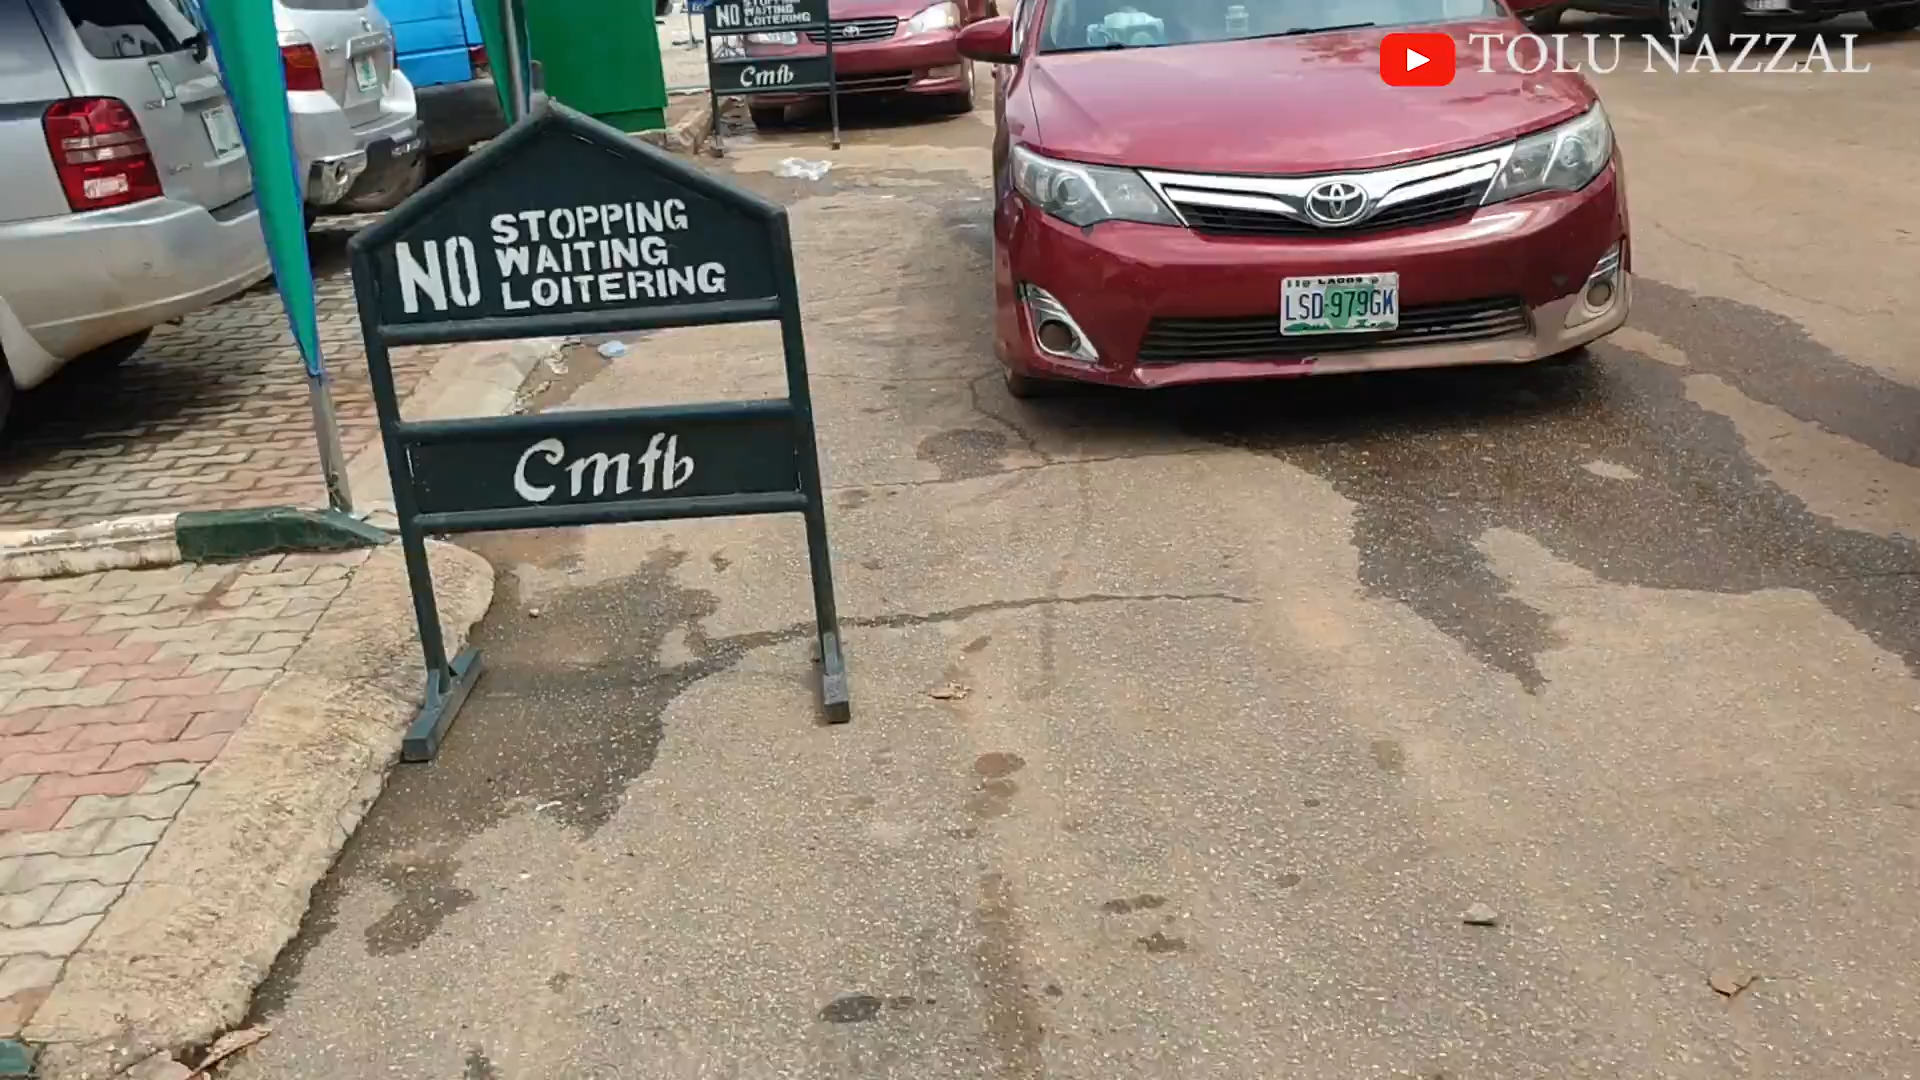 NO STOPPING
WAITING
LOITERING
Cmfb
NO STOPPING
WAITING
LOITERING
Cmfb
LAGOS
LSD-979GK
TOLU NAZZAL